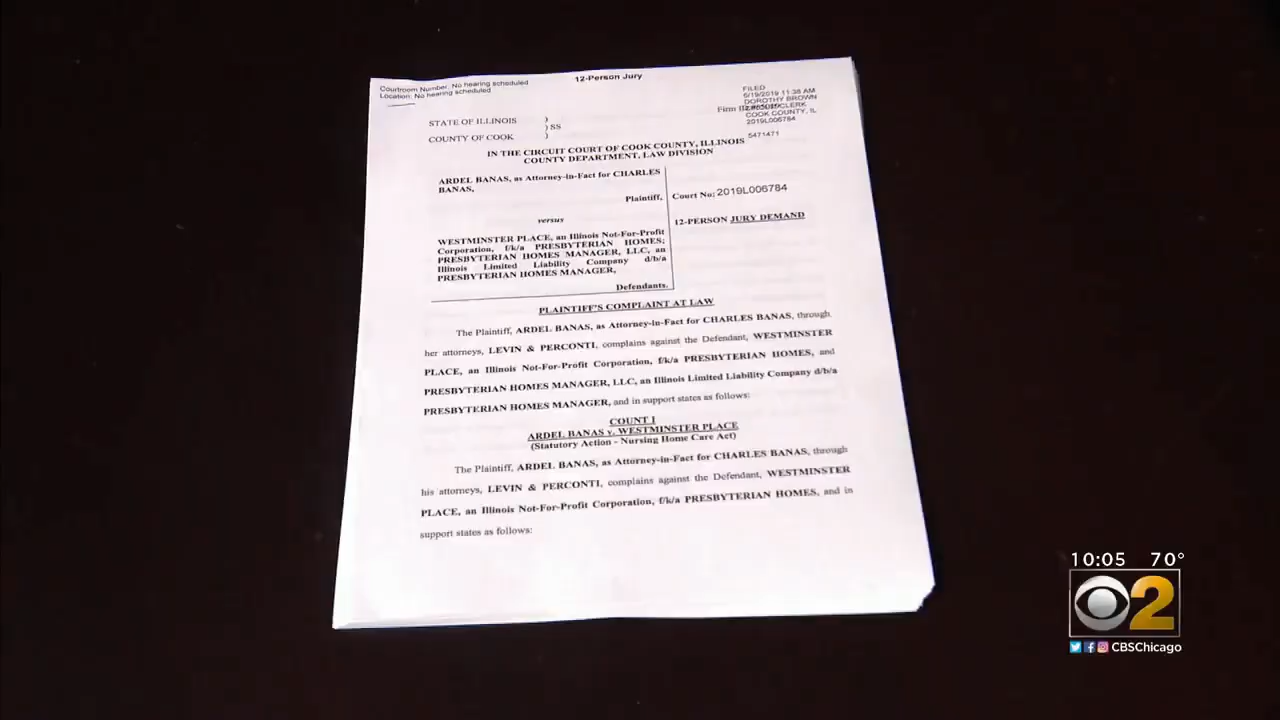 12-Person Jury
Courtroom Number: No hearing scheduled
Location: No hearing scheduled
FILED
6/19/2019 11:38 AM
DOROTHY BROWN
CLERK
COOK COUNTY, IL
2019L006784
Firm
5471471
STATE OF ILLINOIS )
) SS
COUNTY OF COOK )
IN THE CIRCUIT COURT OF COOK COUNTY, ILLINOIS
COUNTY DEPARTMENT, LAW DIVISION
ARDEL BANAS, as Attorney-in-Fact for CHARLES
BANAS,
Plaintiff,
versus
WESTMINSTER PLACE, an Illinois Not-For-Profit
Corporation, f/k/a PRESBYTERIAN HOMES;
PRESBYTERIAN HOMES MANAGER, LLC, an
Illinois Limited Liability Company d/b/a
PRESBYTERIAN HOMES MANAGER,
Defendants.
Court No: 2019L006784
12-PERSON JURY DEMAND
PLAINTIFF'S COMPLAINT AT LAW
The Plaintiff, ARDEL BANAS, as Attorney-in-Fact for CHARLES BANAS, through
her attorneys, LEVIN & PERCONTI, complains against the Defendant, WESTMINSTER
PLACE, an Illinois Not-For-Profit Corporation, f/k/a PRESBYTERIAN HOMES, and
PRESBYTERIAN HOMES MANAGER, LLC, an Illinois Limited Liability Company d/b/a
PRESBYTERIAN HOMES MANAGER, and in support states as follows:
COUNT I
ARDEL BANAS v. WESTMINSTER PLACE
(Statutory Action - Nursing Home Care Act)
The Plaintiff, ARDEL BANAS, as Attorney-in-Fact for CHARLES BANAS, through
his attorneys, LEVIN & PERCONTI, complains against the Defendant, WESTMINSTER
PLACE, an Illinois Not-For-Profit Corporation, f/k/a PRESBYTERIAN HOMES, and in
support states as follows:
10:05 70°
2
CBSChicago